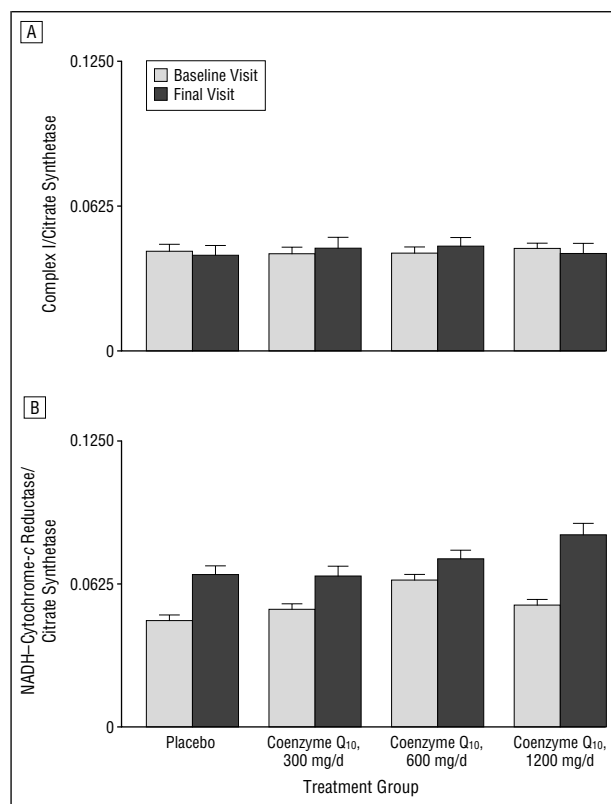 A
0.1250
Baseline Visit
Final Visit
0.0625
0
Complex I/Citrate Synthetase
B
0.1250
0.0625
0
NADH–Cytochrome-c Reductase/
Citrate Synthetase
Placebo
Coenzyme Q10,
300 mg/d
Coenzyme Q10,
600 mg/d
Coenzyme Q10,
1200 mg/d
Treatment Group